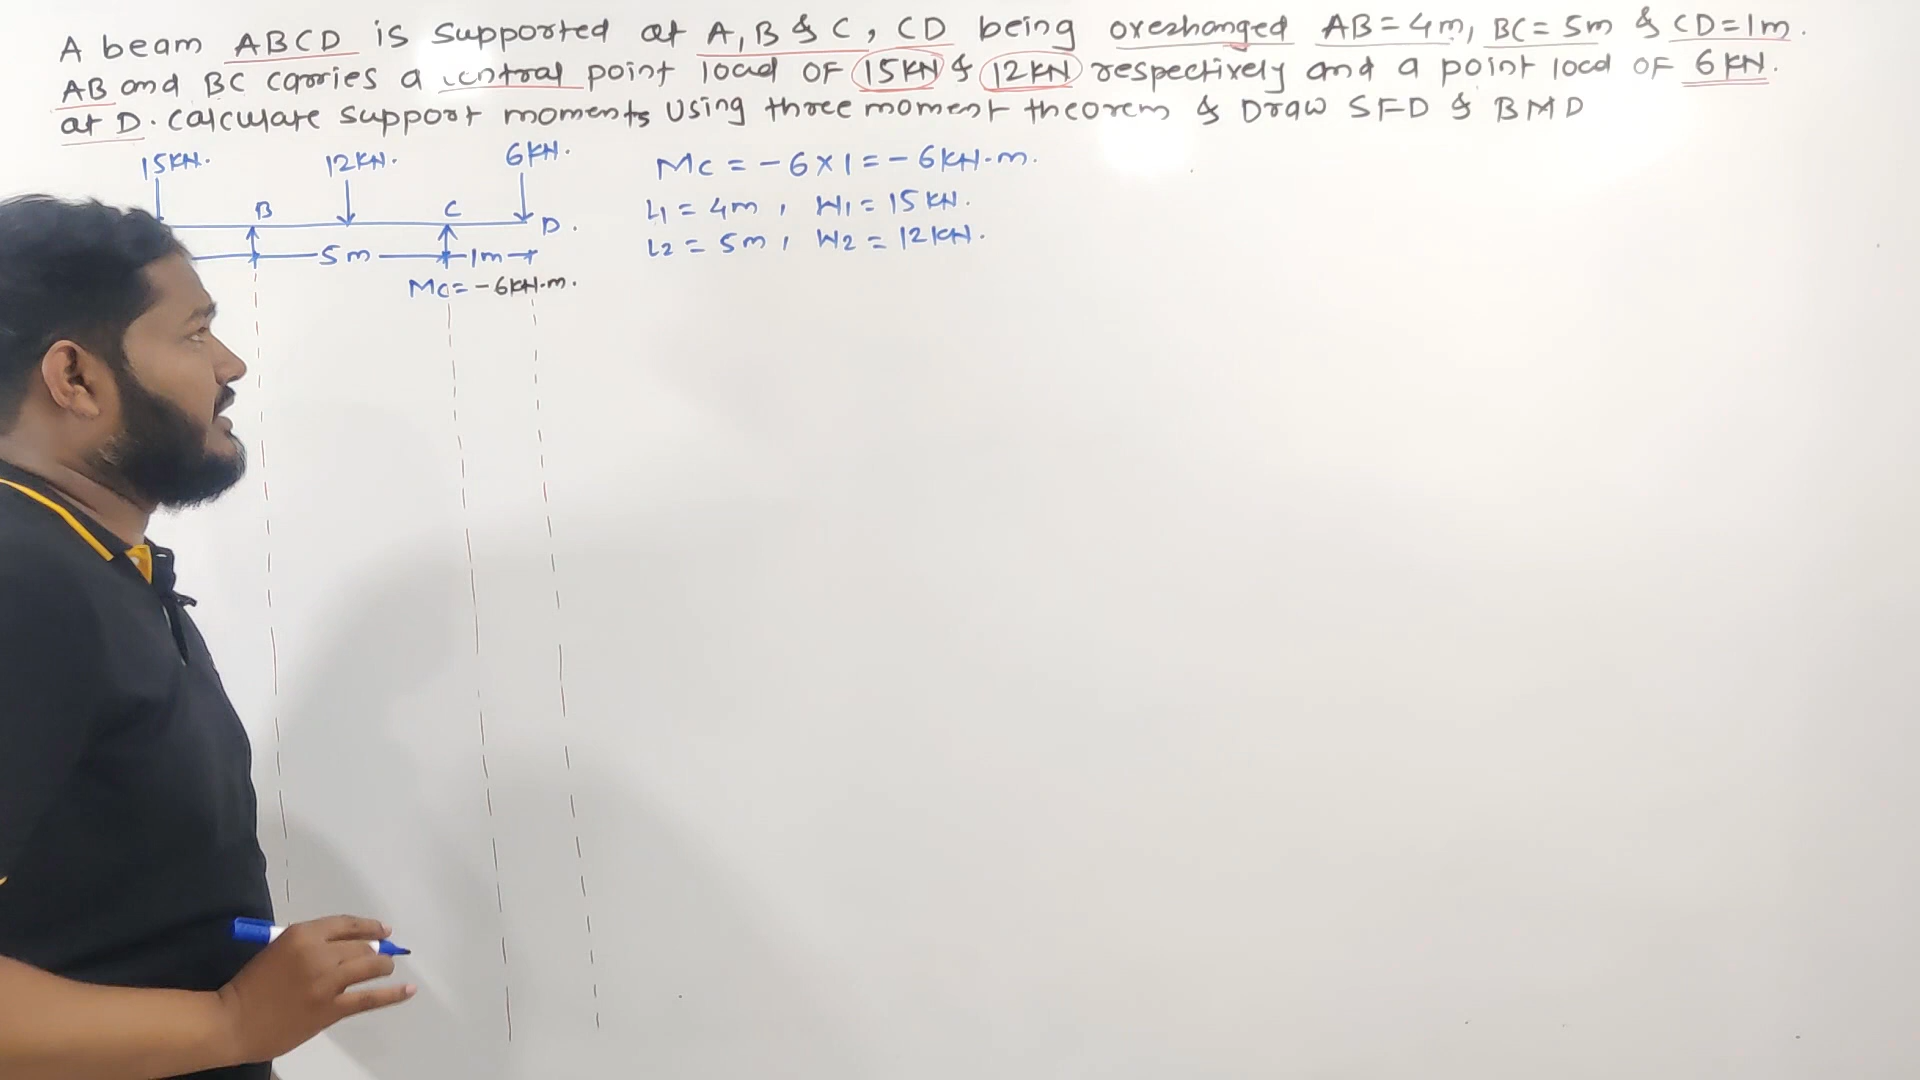 A beam ABCD is supported at A, B & C, CD being overhanged AB = 4m, BC = 5m & CD = 1m.
AB and BC carries a central point load OF 15KN & 12KN respectively and a point load OF 6KN.
at D. Calculate support moments Using three moment theorem & Draw SFD & BMD
15KN. 12KN. 6KN.
B C D.
5m 1m
Mc = -6KN.m.
Mc = -6 x 1 = -6KN-m.
L1 = 4m, W1 = 15 KN.
L2 = 5m, W2 = 12KN.